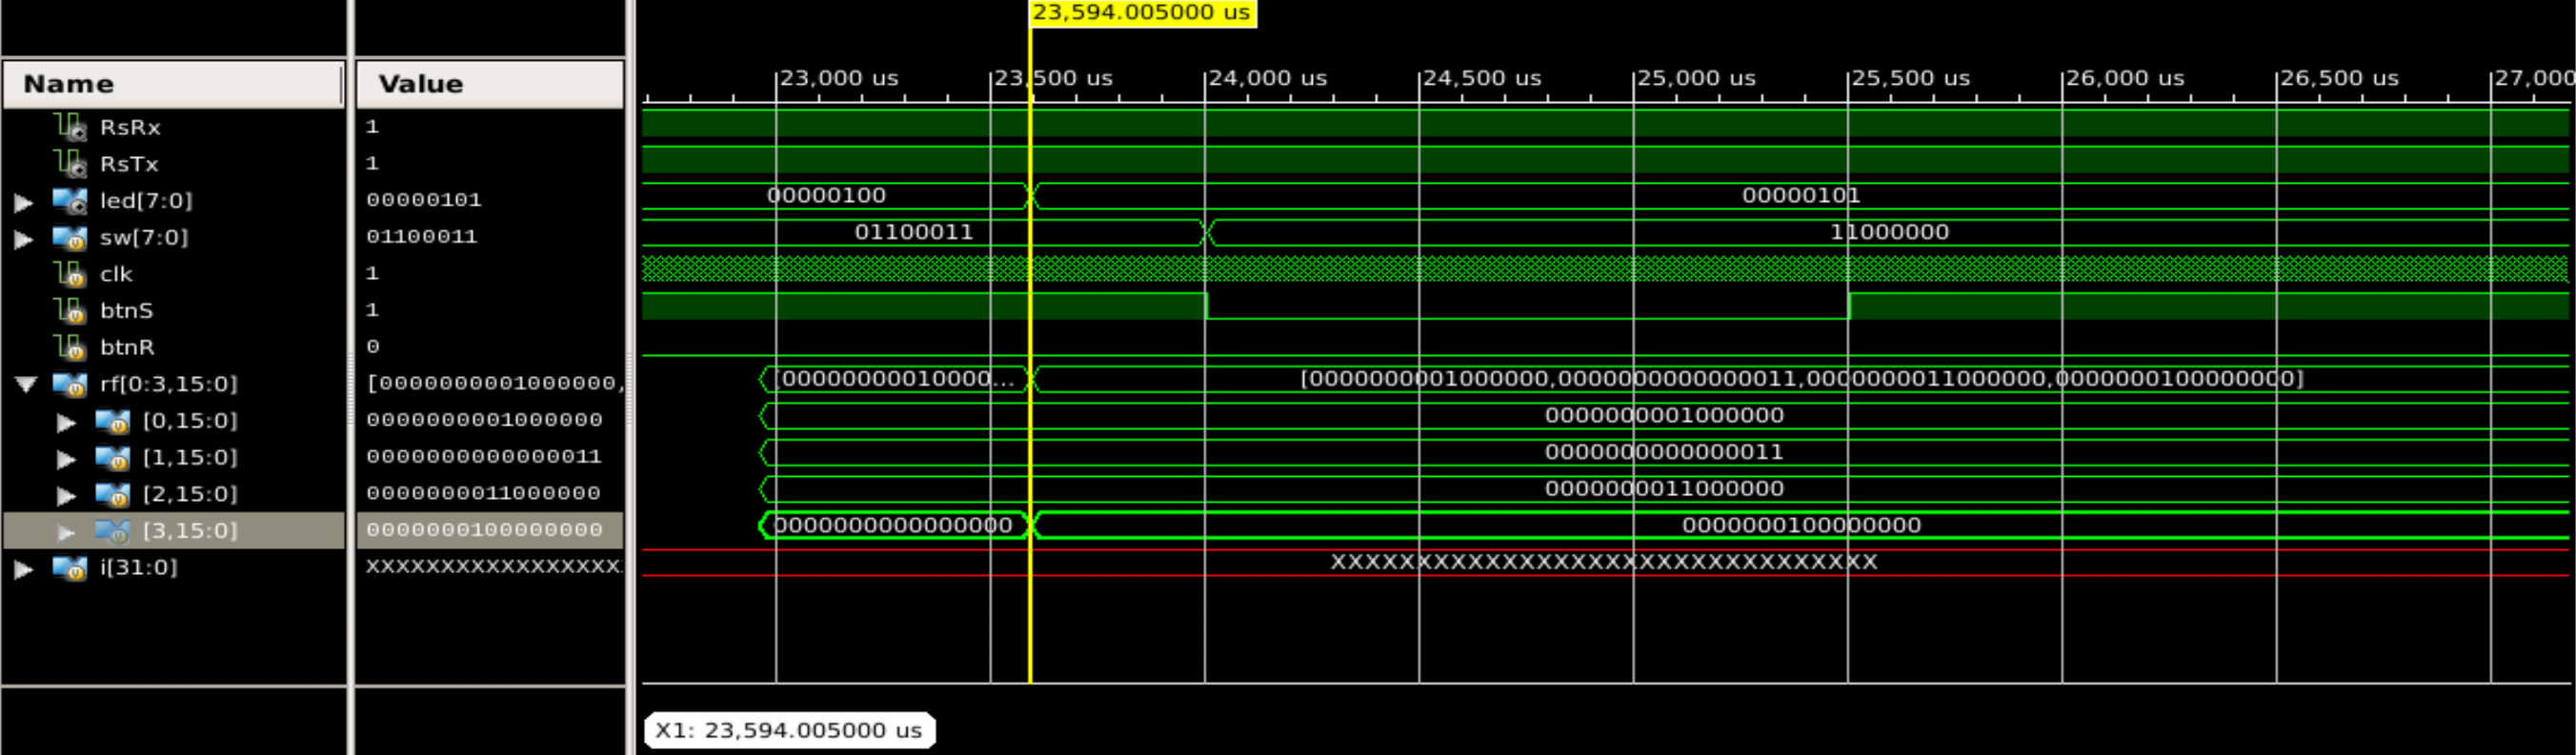 23,594.005000 us
Name Value 23,000 us 23,500 us 24,000 us 24,500 us 25,000 us 25,500 us 26,000 us 26,500 us 27,000
RsRx 1
RsTx 1
led[7:0] 00000101 00000100 00000101
sw[7:0] 01100011 01100011 11000000
clk 1
btnS 1
btnR 0
rf[0:3,15:0] [0000000001000000, 000000000010000... [0000000001000000,0000000000000011,0000000011000000,0000000100000000]
[0,15:0] 0000000001000000 0000000001000000
[1,15:0] 0000000000000011 0000000000000011
[2,15:0] 0000000011000000 0000000011000000
[3,15:0] 0000000100000000 0000000000000000 0000000100000000
i[31:0] XXXXXXXXXXXXXXXXX XXXXXXXXXXXXXXXXXXXXXXXXXXXXXXXX
X1: 23,594.005000 us